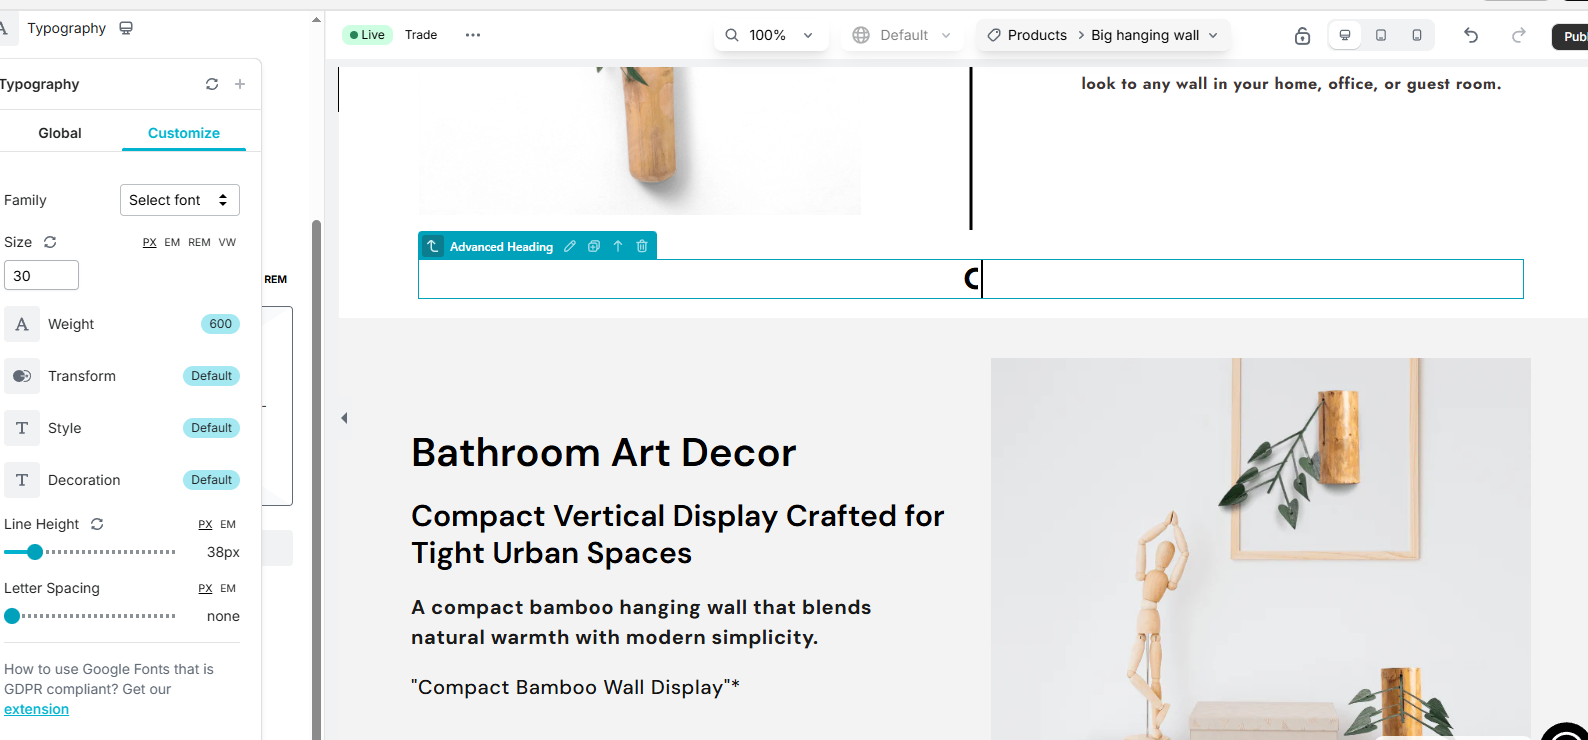 Typography
Live
Trade
100%
Default
Products
Big hanging wall
Typography
Global
Customize
look to any wall in your home, office, or guest room.
Family
Select font
Size
PX EM REM VW
30
REM
Advanced Heading
Weight
600
Transform
Default
Style
Default
Decoration
Default
Line Height
PX EM
38px
Letter Spacing
PX EM
none
How to use Google Fonts that is
GDPR compliant? Get our
extension
Bathroom Art Decor
Compact Vertical Display Crafted for
Tight Urban Spaces
A compact bamboo hanging wall that blends
natural warmth with modern simplicity.
"Compact Bamboo Wall Display"*